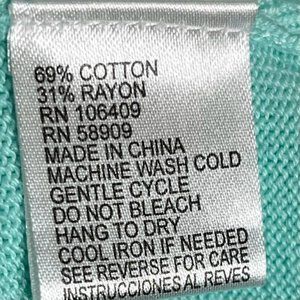 69% COTTON
31% RAYON
RN 106409
RN 58909
MADE IN CHINA
MACHINE WASH COLD
GENTLE CYCLE
DO NOT BLEACH
HANG TO DRY
COOL IRON IF NEEDED
SEE REVERSE FOR CARE
INSTRUCCIONES AL REVES